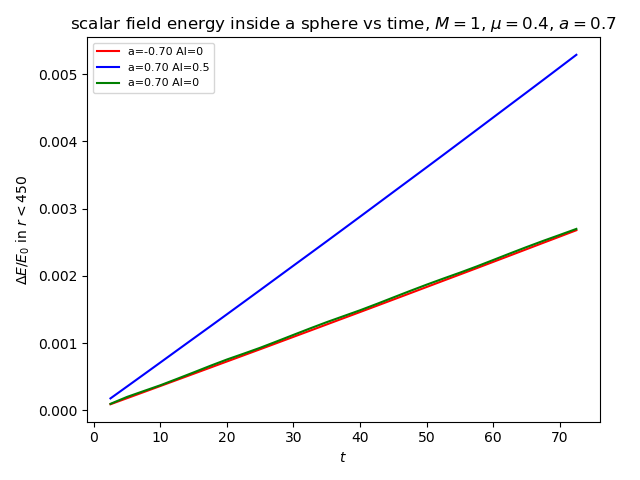 scalar field energy inside a sphere vs time, M = 1, μ = 0.4, a = 0.7
a=-0.70 Al=0
a=0.70 Al=0.5
a=0.70 Al=0
0.005
0.004
0.003
0.002
0.001
0.000
ΔE/E₀ in r < 450
0 10 20 30 40 50 60 70
t